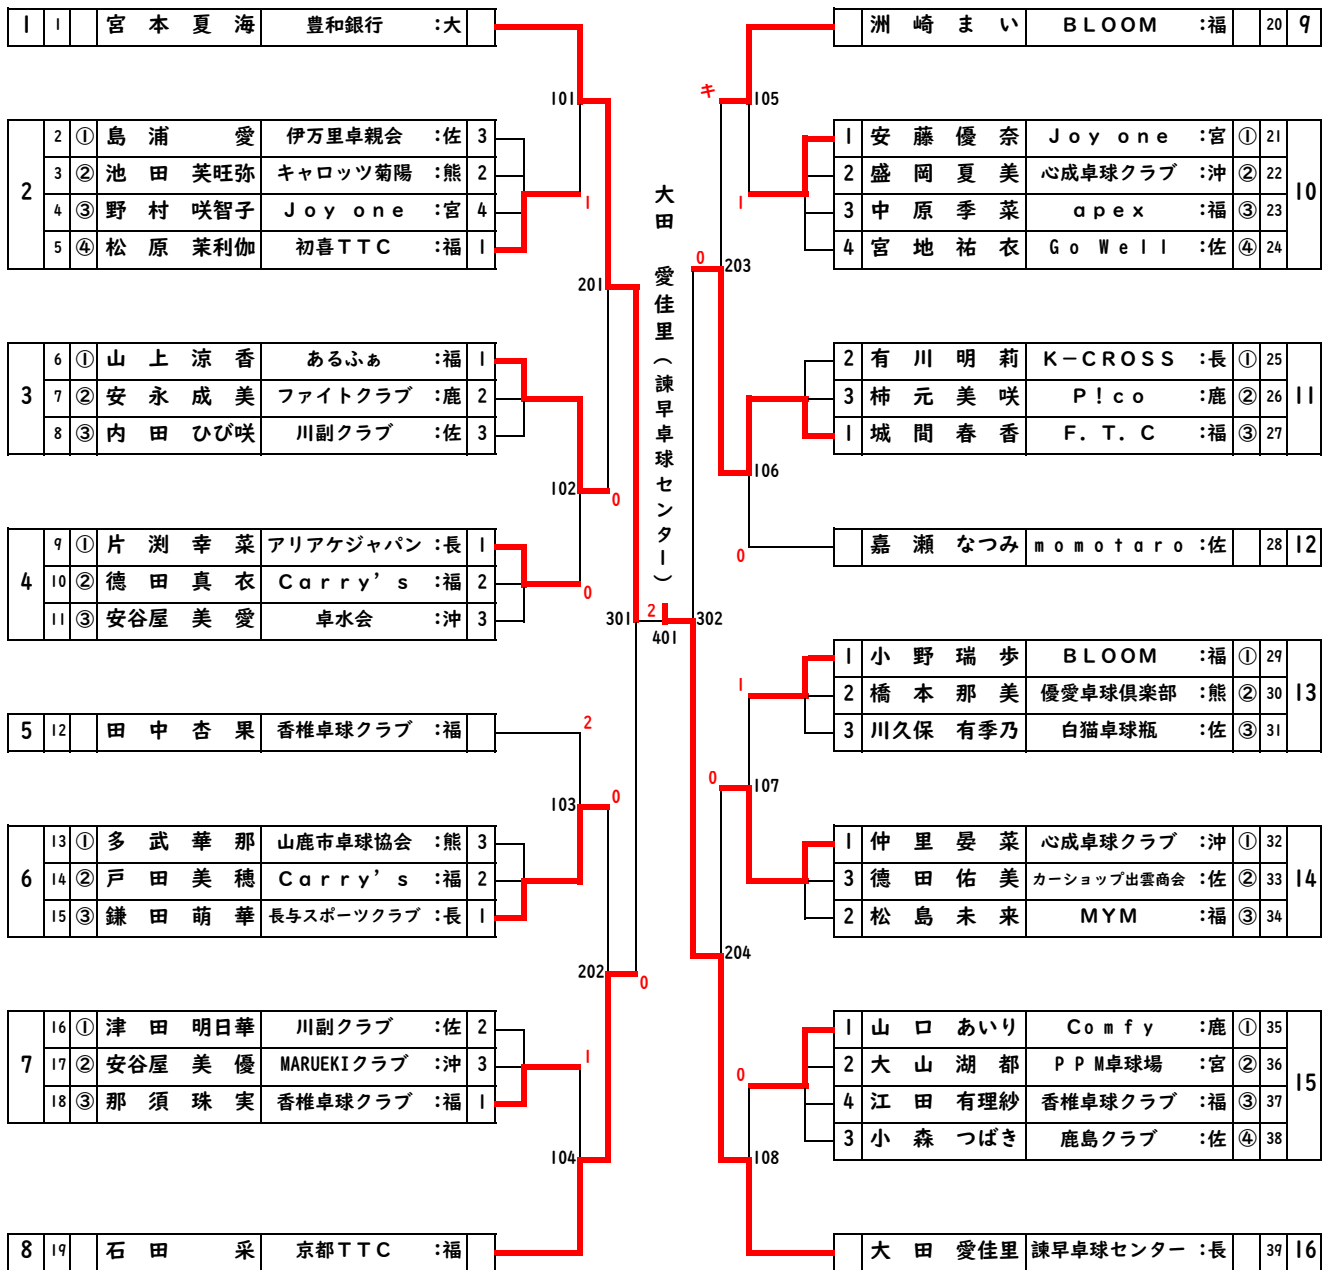 1 1 宮本夏海 豊和銀行 :大
2
2 ① 島浦愛 伊万里卓親会 :佐 3
3 ② 池田芙旺弥 キャロッツ菊陽 :熊 2
4 ③ 野村咲智子 Joy one :宮 4
5 ④ 松原茉利伽 初喜TTC :福 1
3
6 ① 山上涼香 あるふぁ :福 1
7 ② 安永成美 ファイトクラブ :鹿 2
8 ③ 内田ひび咲 川副クラブ :佐 3
4
9 ① 片渕幸菜 アリアケジャパン :長 1
10 ② 德田真衣 Carry's :福 2
11 ③ 安谷屋美愛 卓水会 :沖 3
5 12 田中杏果 香椎卓球クラブ :福
6
13 ① 多武華那 山鹿市卓球協会 :熊 3
14 ② 戸田美穂 Carry's :福 2
15 ③ 鎌田萌華 長与スポーツクラブ :長 1
7
16 ① 津田明日華 川副クラブ :佐 2
17 ② 安谷屋美優 MARUEKIクラブ :沖 3
18 ③ 那須珠実 香椎卓球クラブ :福 1
8 19 石田采 京都TTC :福
101
1
201
102
0
0
301
2
103
0
202
0
1
104
大田 愛佳里(諫早卓球センター)
2
401
302
キ
105
1
0
203
106
0
1
0
107
204
0
108
洲崎まい BLOOM :福 20 9
1 安藤優奈 Joy one :宮 ① 21
2 盛岡夏美 心成卓球クラブ :沖 ② 22
3 中原季菜 apex :福 ③ 23
4 宮地祐衣 Go Well :佐 ④ 24
10
2 有川明莉 K-CROSS :長 ① 25
3 柿元美咲 P!co :鹿 ② 26
1 城間春香 F.T.C :福 ③ 27
11
嘉瀬なつみ momotaro :佐 28 12
1 小野瑞歩 BLOOM :福 ① 29
2 橋本那美 優愛卓球倶楽部 :熊 ② 30
3 川久保有季乃 白猫卓球瓶 :佐 ③ 31
13
1 仲里晏菜 心成卓球クラブ :沖 ① 32
3 德田佑美 カーショップ出雲商会 :佐 ② 33
2 松島未来 MYM :福 ③ 34
14
1 山口あいり Comfy :鹿 ① 35
2 大山湖都 PPM卓球場 :宮 ② 36
4 江田有理紗 香椎卓球クラブ :福 ③ 37
3 小森つばき 鹿島クラブ :佐 ④ 38
15
大田愛佳里 諫早卓球センター :長 39 16